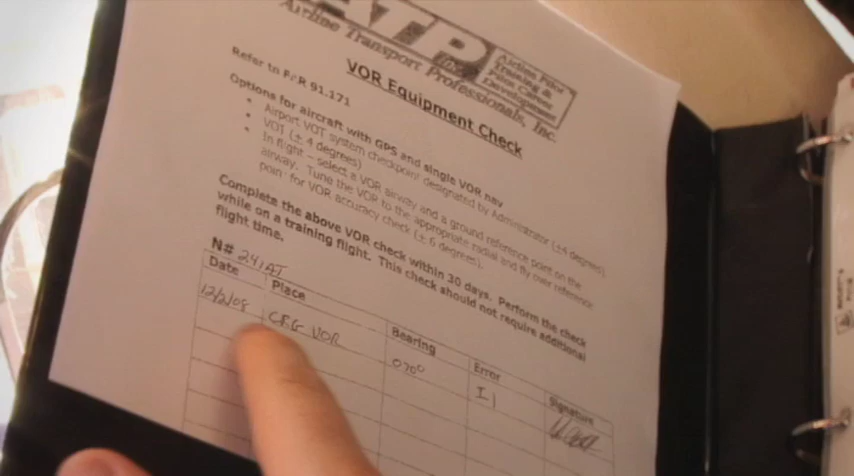 ATP inc
Airline Pilot
Training &
Pilot Career
Development
Airline Transport Professionals, Inc.
VOR Equipment Check
Refer to FAR 91.171
Options for aircraft with GPS and single VOR nav
• Airport VOT system checkpoint designated by Administrator (±4 degrees)
• VOT (± 4 degrees)
• In flight – select a VOR airway and a ground reference point on the
airway. Tune the VOR to the appropriate radial and fly over reference
point for VOR accuracy check (± 6 degrees).
Complete the above VOR check within 30 days. Perform the check
while on a training flight. This check should not require additional
flight time.
N# 241AT
Date Place Bearing Error Signature
12/2/08 CRG VOR 070°